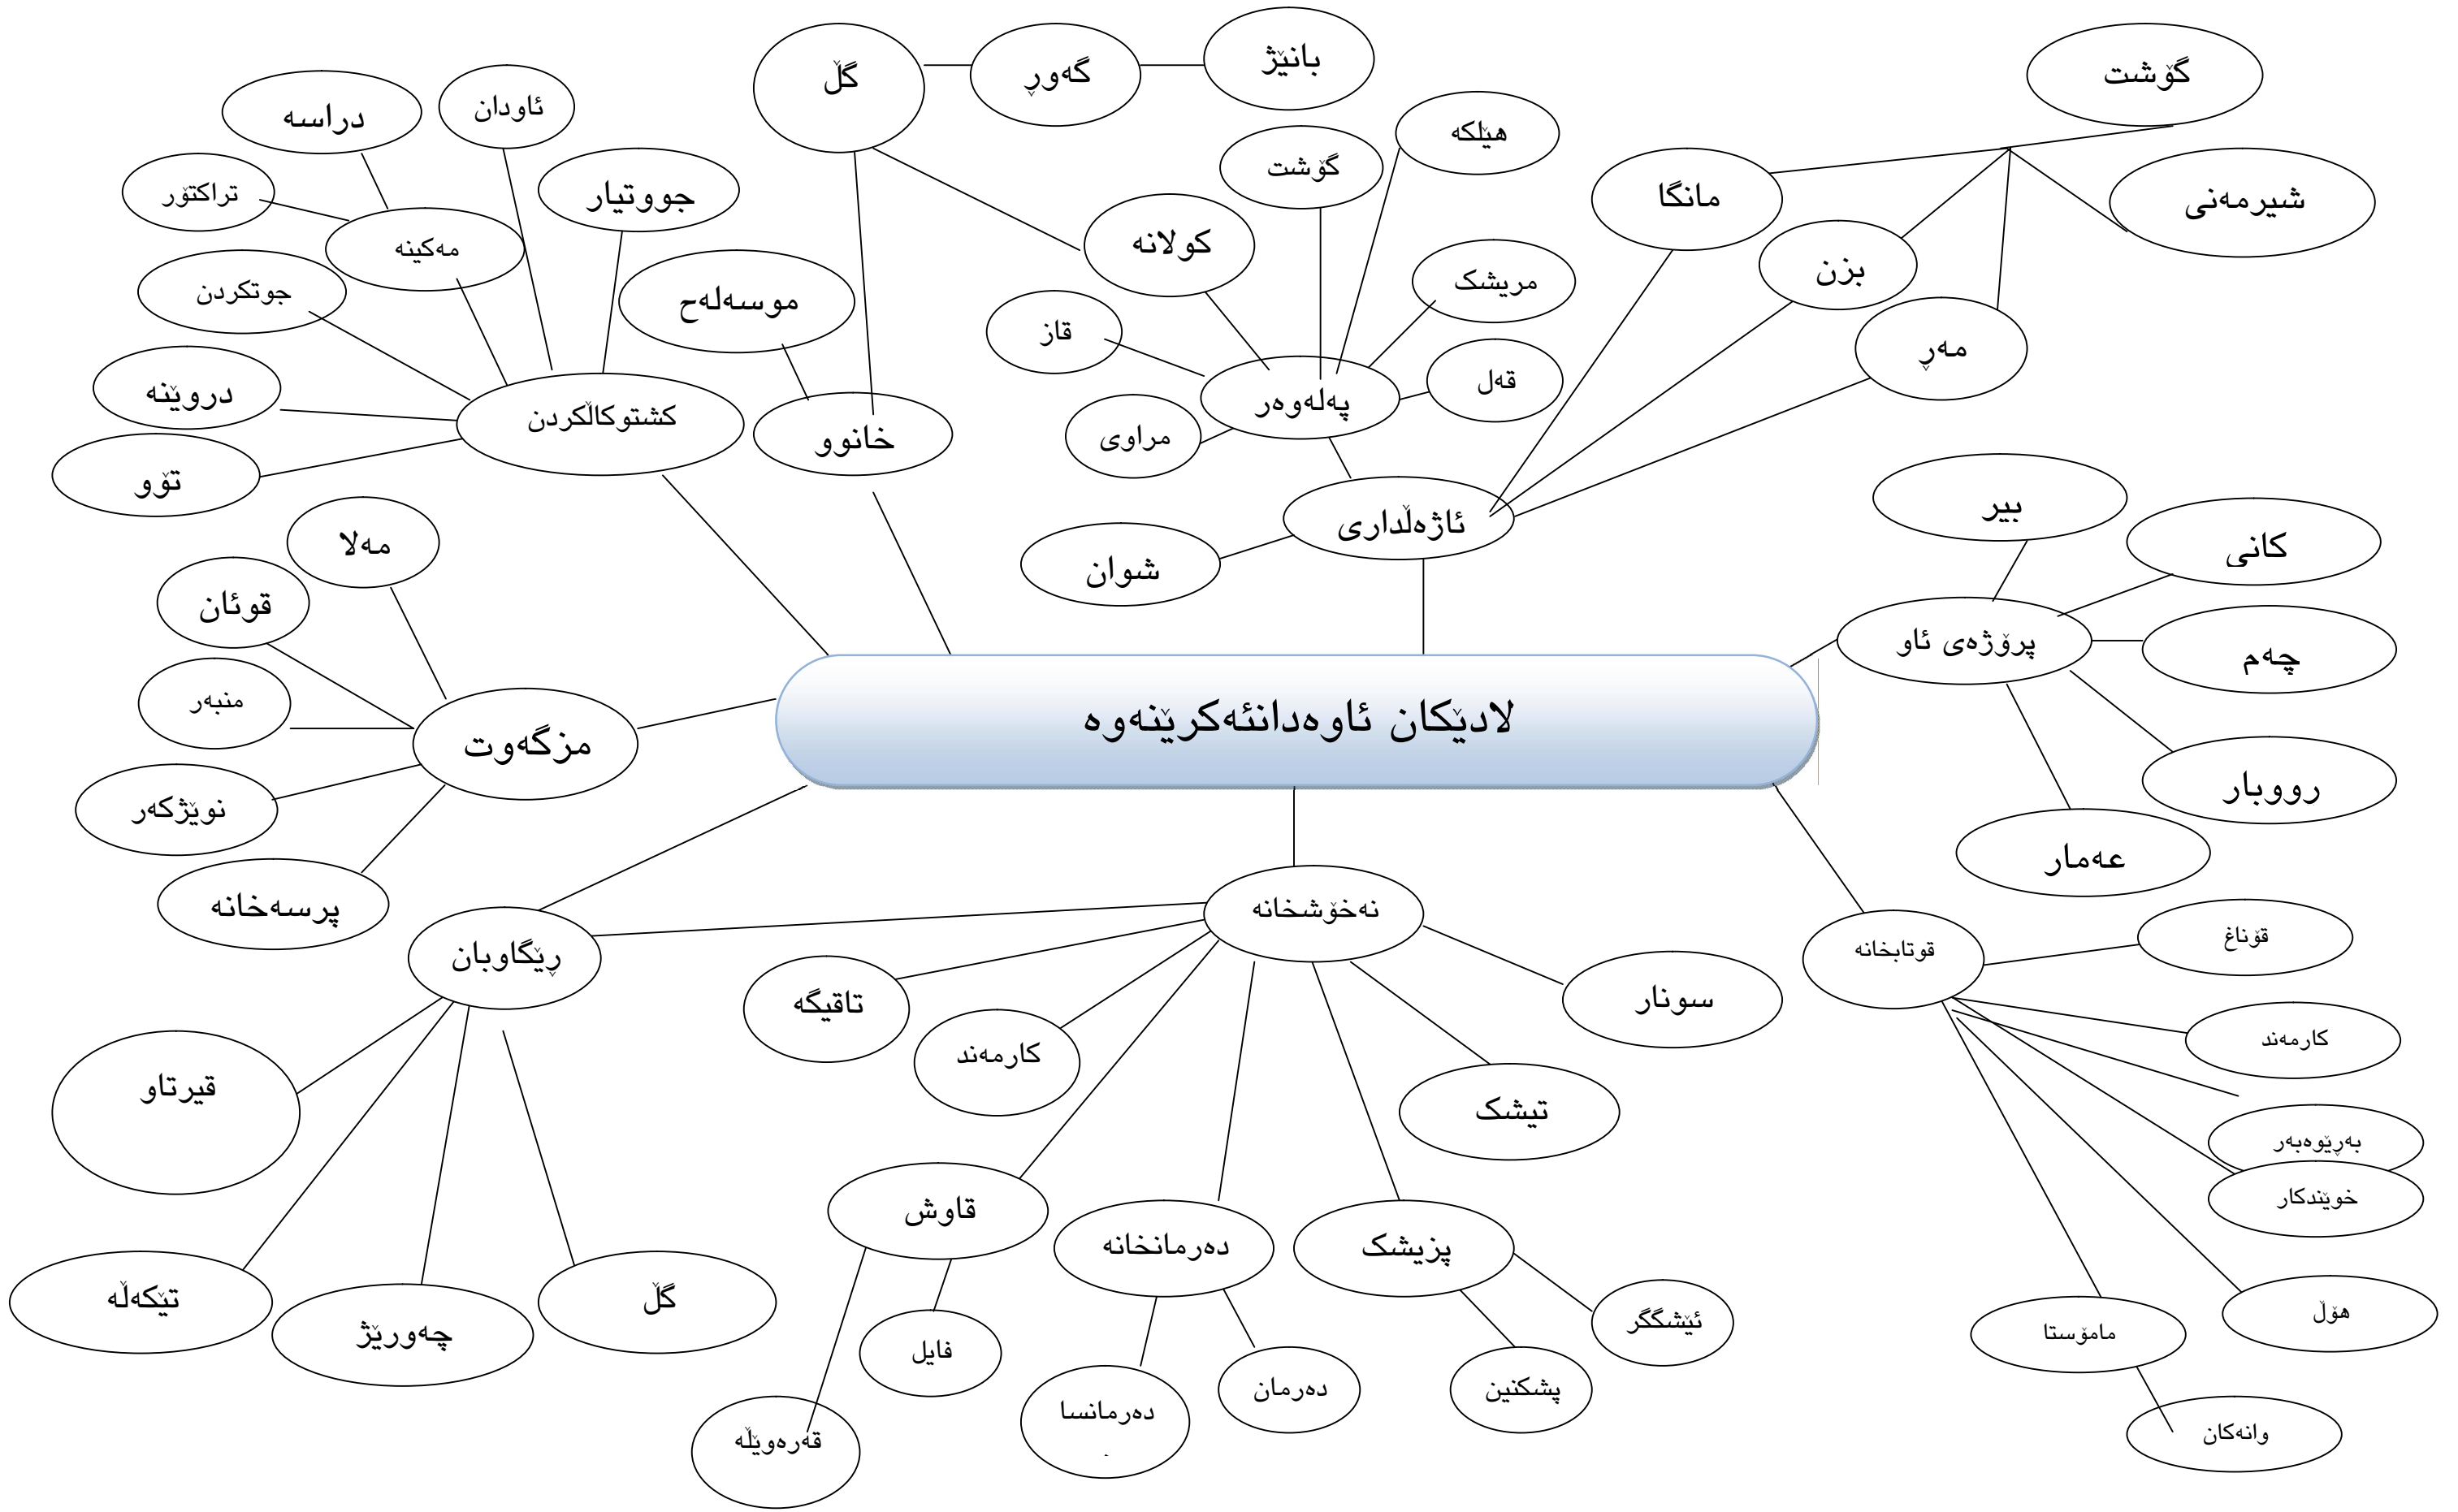 گۆشت
بانێژ
گەوڕ
گڵ
ئاودان
دراسە
هێلکە
گۆشت
تراکتۆر
جووتیار
مانگا
شیرمەنی
مەکینە
کولانە
بزن
جوتکردن
موسەلەح
مریشک
قاز
مەڕ
دروێنە
کشتوکاڵکردن
خانوو
پەلەوەر
قەل
مراوی
تۆو
ئاژەڵداری
شوان
بیر
کانی
مەلا
قوئان
پرۆژەی ئاو
چەم
منبەر
مزگەوت
لادێکان ئاوەدانئەکرێنەوە
رووبار
نوێژکەر
عەمار
پرسەخانە
نەخۆشخانە
ڕێگاوبان
قوتابخانە
قۆناغ
تاقیگە
سونار
کارمەند
کارمەند
قیرتاو
تیشک
بەڕێوەبەر
خوێندکار
قاوش
دەرمانخانە
پزیشک
تێکەڵە
چەورێژ
گڵ
فایل
ئێشگگر
هۆڵ
مامۆستا
قەرەوێڵە
دەرمانسا
دەرمان
پشکنین
وانەکان